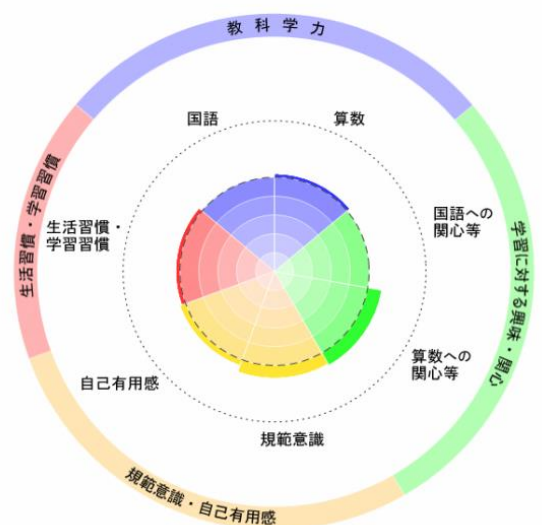 教科学力
国語
算数
国語への
関心等
学習に対する興味・関心
算数への
関心等
規範意識
規範意識・自己有用感
自己有用感
生活習慣・
学習習慣
生活習慣・学習習慣